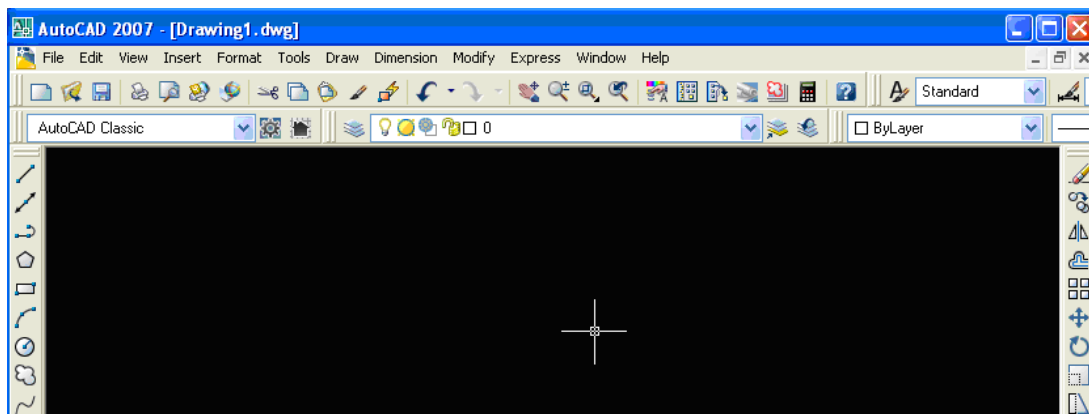 AutoCAD 2007 - [Drawing1.dwg]
File Edit View Insert Format Tools Draw Dimension Modify Express Window Help
Standard
AutoCAD Classic 0 ByLayer